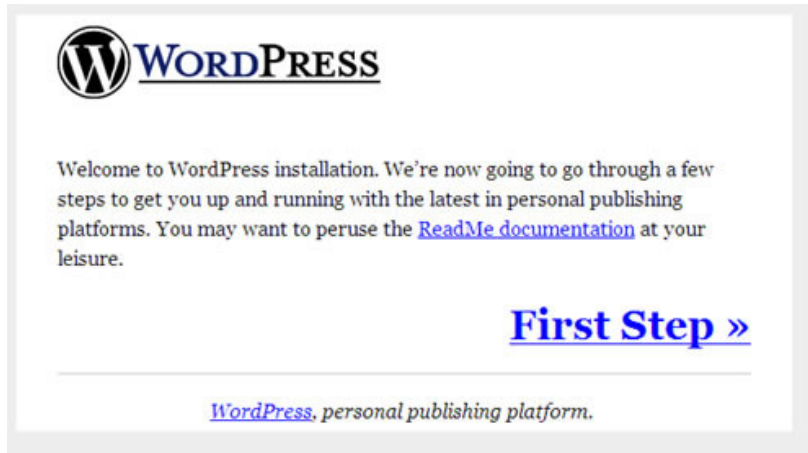 WORDPRESS
Welcome to WordPress installation. We're now going to go through a few
steps to get you up and running with the latest in personal publishing
platforms. You may want to peruse the ReadMe documentation at your
leisure.
First Step »
WordPress, personal publishing platform.